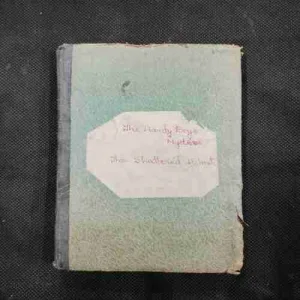 The Hardy Boys
Mystery
The Shattered Helmet